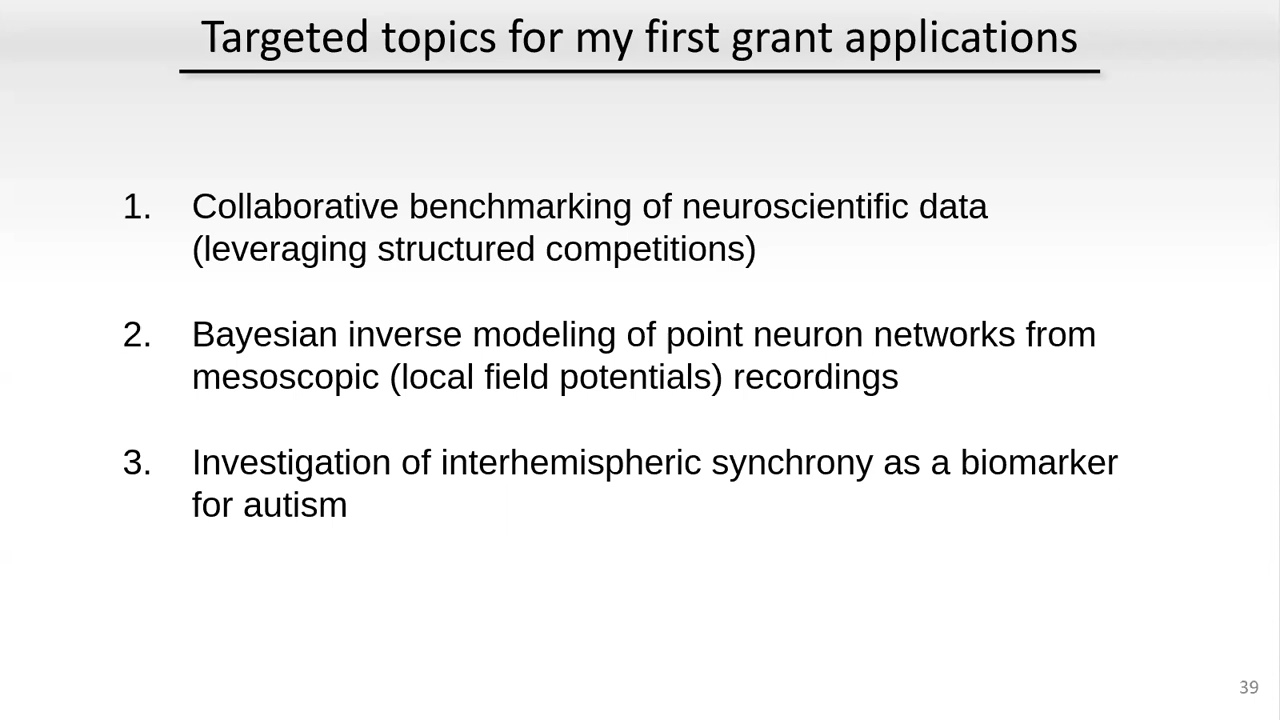 Targeted topics for my first grant applications
1. Collaborative benchmarking of neuroscientific data
(leveraging structured competitions)
2. Bayesian inverse modeling of point neuron networks from
mesoscopic (local field potentials) recordings
3. Investigation of interhemispheric synchrony as a biomarker
for autism
39